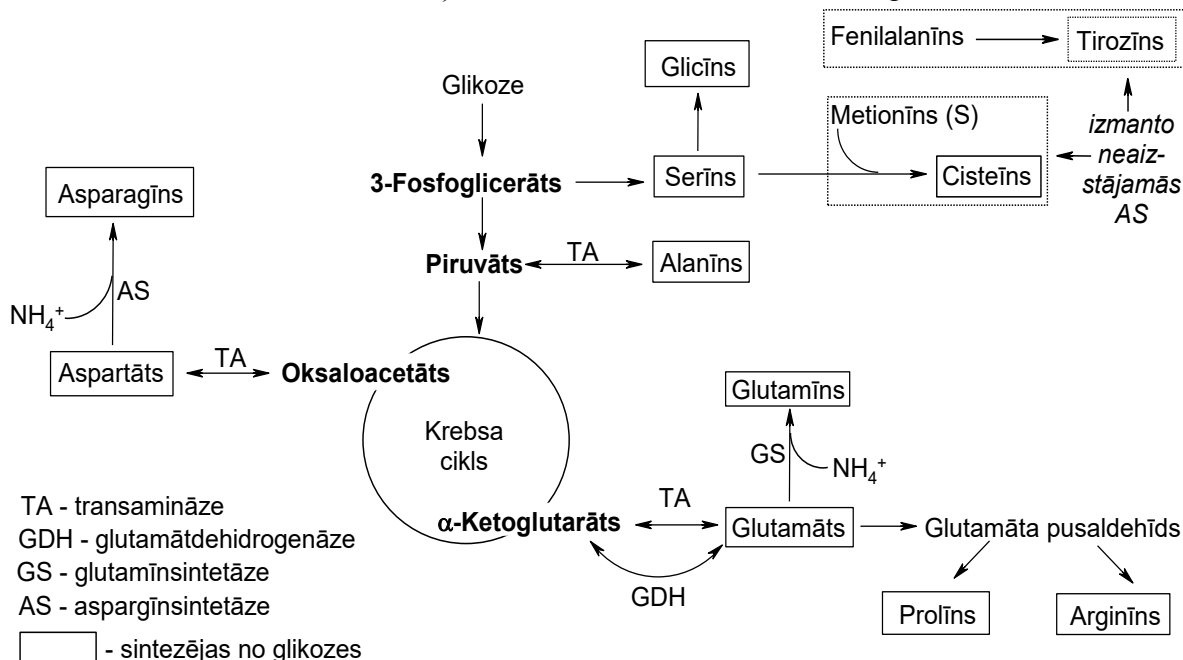 Fenilalanīns
Tirozīns
Glicīns
Glikoze
Metionīns (S)
izmanto
neaiz-
stājamās
AS
3-Fosfoglicerāts
Serīns
Cisteīns
Asparagīns
Piruvāts
TA
Alanīns
AS
NH₄⁺
Aspartāts
TA
Oksaloacetāts
Krebsa
cikls
Glutamīns
GS
NH₄⁺
α-Ketoglutarāts
TA
Glutamāts
Glutamāta pusaldehīds
GDH
Prolīns
Arginīns
TA - transamināze
GDH - glutamātdehidrogenāze
GS - glutamīnsintetāze
AS - aspargīnsintetāze
- sintezējas no glikozes